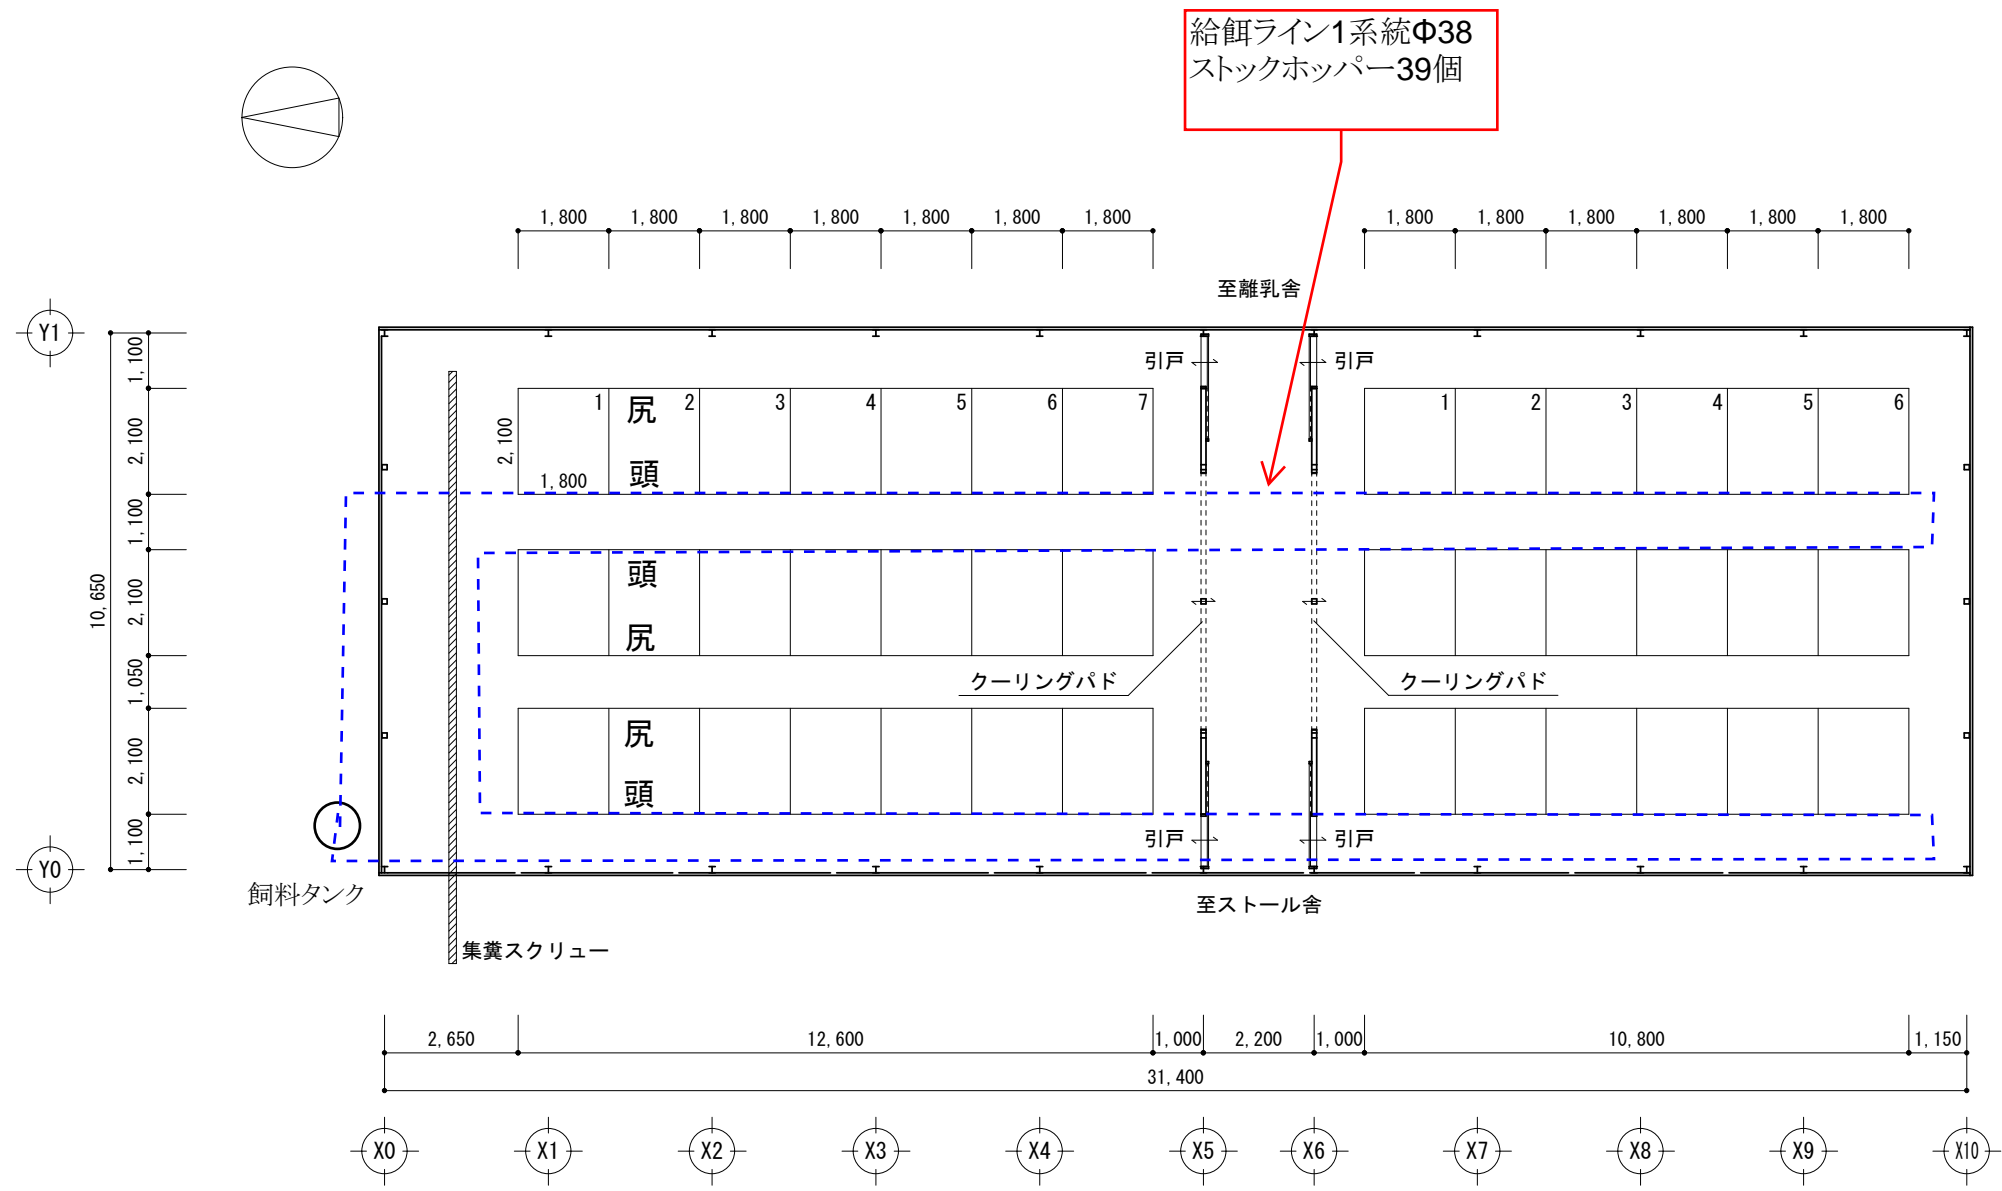 給餌ライン1系統Φ38
ストックホッパー39個
1,800 1,800 1,800 1,800 1,800 1,800 1,800 1,800 1,800 1,800 1,800 1,800 1,800
至離乳舎
Y1
1,100
引戸 引戸
1 2 3 4 5 6 7 1 2 3 4 5 6
尻
2,100 2,100
頭
1,800
1,100
頭
10,650
2,100
尻
クーリングパド クーリングパド
1,050
尻
2,100
頭
1,100
引戸 引戸
Y0
飼料タンク
至ストール舎
集糞スクリュー
2,650 12,600 1,000 2,200 1,000 10,800 1,150
31,400
X0 X1 X2 X3 X4 X5 X6 X7 X8 X9 X10